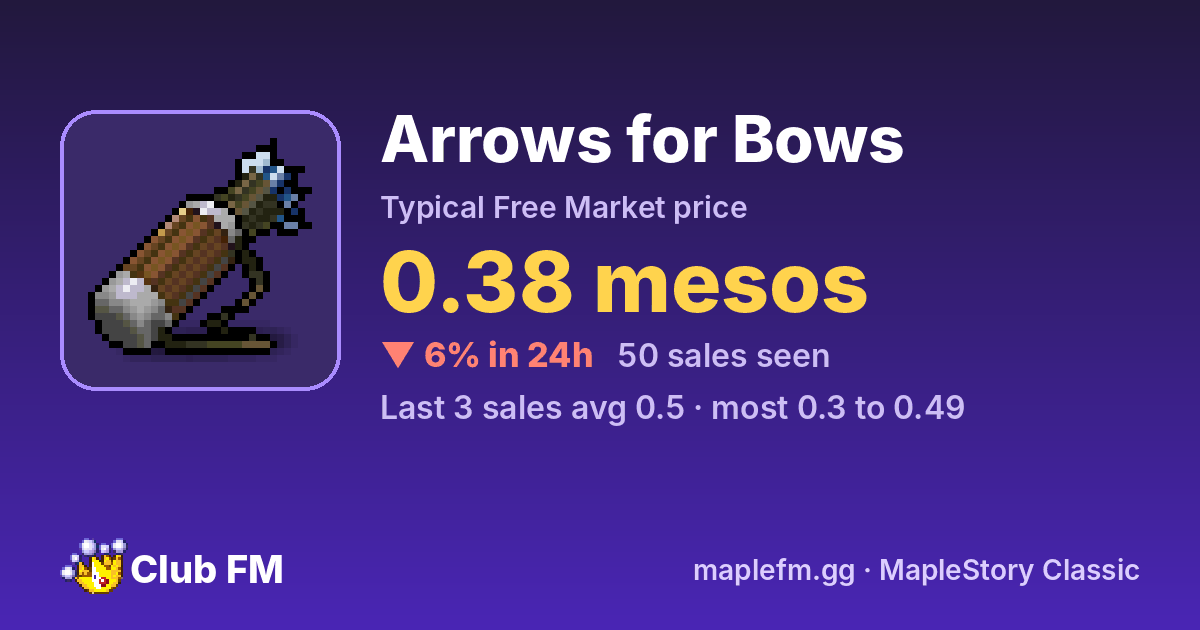 Arrows for Bows
Typical Free Market price
0.38 mesos
▼ 6% in 24h 50 sales seen
Last 3 sales avg 0.5 · most 0.3 to 0.49
Club FM
maplefm.gg · MapleStory Classic